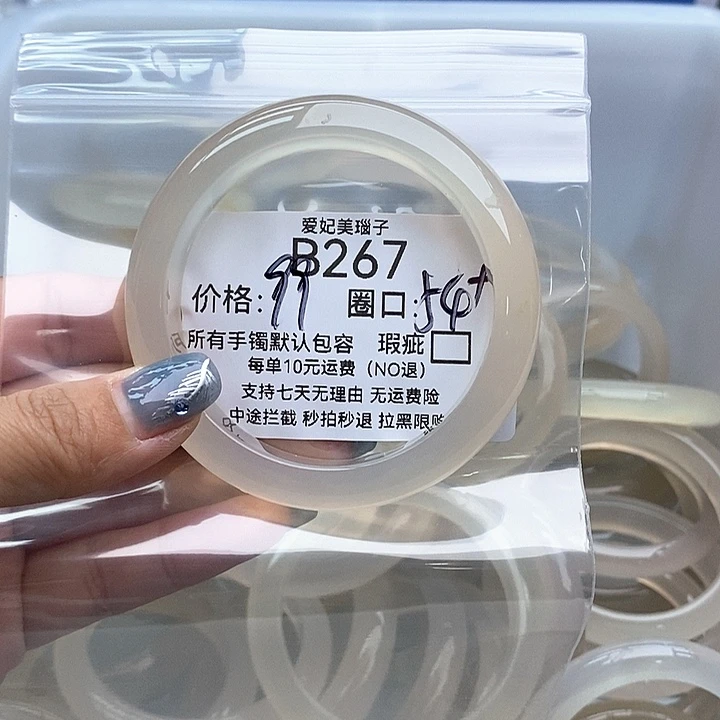 爱妃美瑙子
B267
价格:99 圈口:54+
所有手镯默认包容 瑕疵
每单10元运费（NO退）
支持七天无理由 无运费险
中途拦截 秒拍秒退 拉黑限购